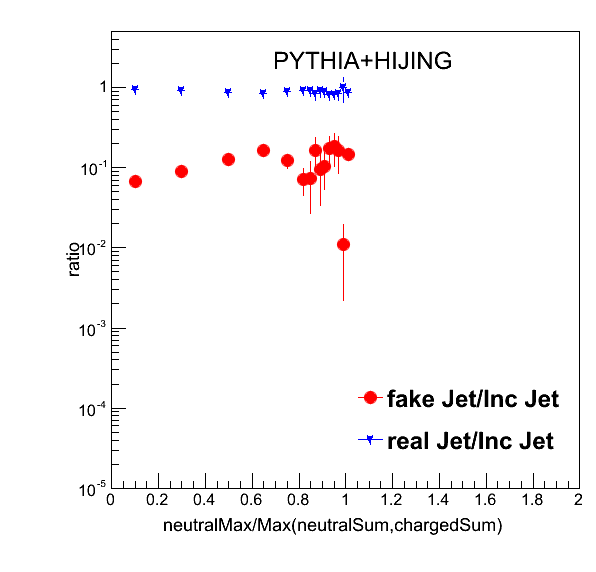 PYTHIA+HIJING
1
10^-1
10^-2
10^-3
10^-4
10^-5
ratio
fake Jet/Inc Jet
real Jet/Inc Jet
0 0.2 0.4 0.6 0.8 1 1.2 1.4 1.6 1.8 2
neutralMax/Max(neutralSum,chargedSum)